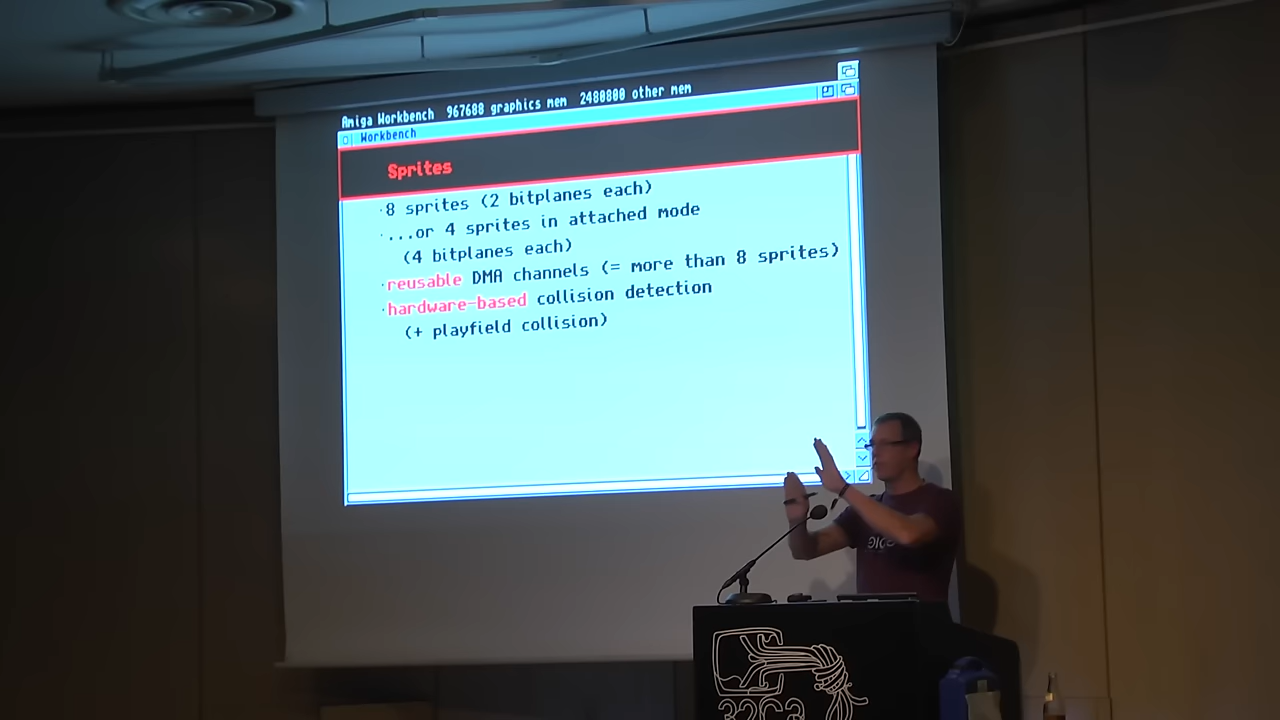 Amiga Workbench 967688 graphics mem 2480800 other mem
Workbench
Sprites
·8 sprites (2 bitplanes each)
·...or 4 sprites in attached mode
(4 bitplanes each)
·reusable DMA channels (= more than 8 sprites)
·hardware-based collision detection
(+ playfield collision)
32C3